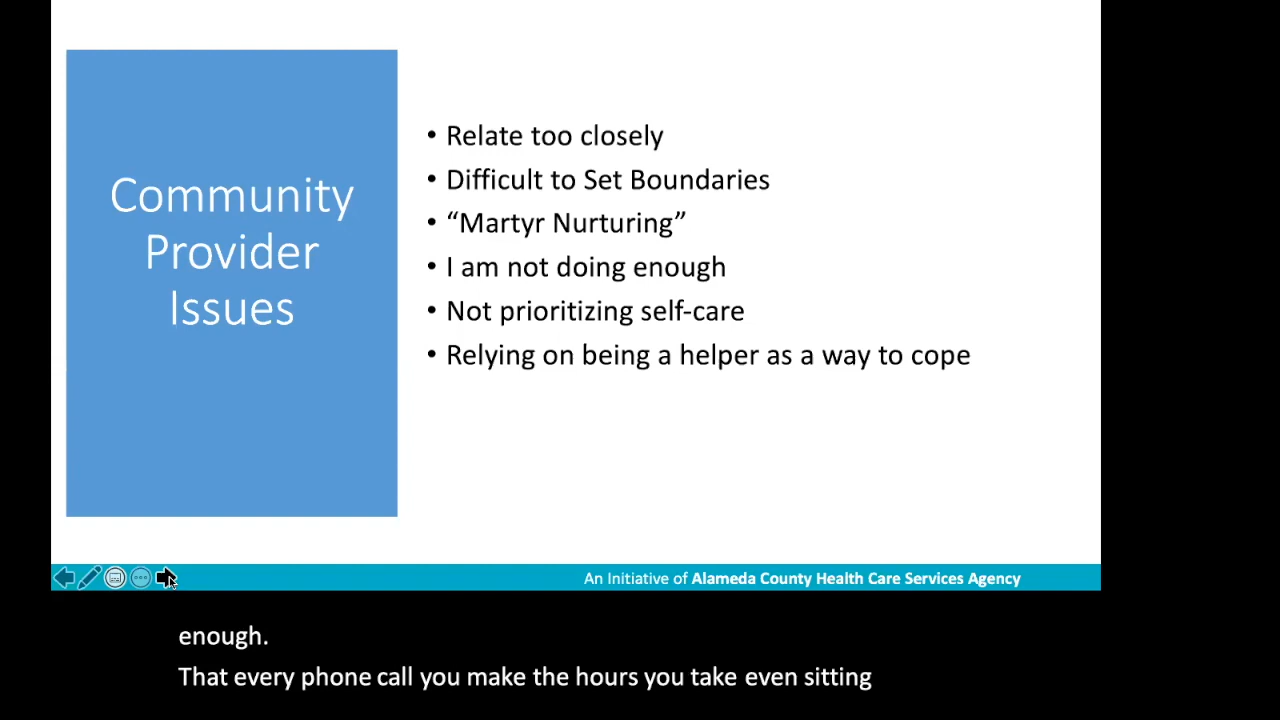 Community
Provider
Issues
• Relate too closely
• Difficult to Set Boundaries
• “Martyr Nurturing”
• I am not doing enough
• Not prioritizing self-care
• Relying on being a helper as a way to cope
An Initiative of Alameda County Health Care Services Agency
enough.
That every phone call you make the hours you take even sitting